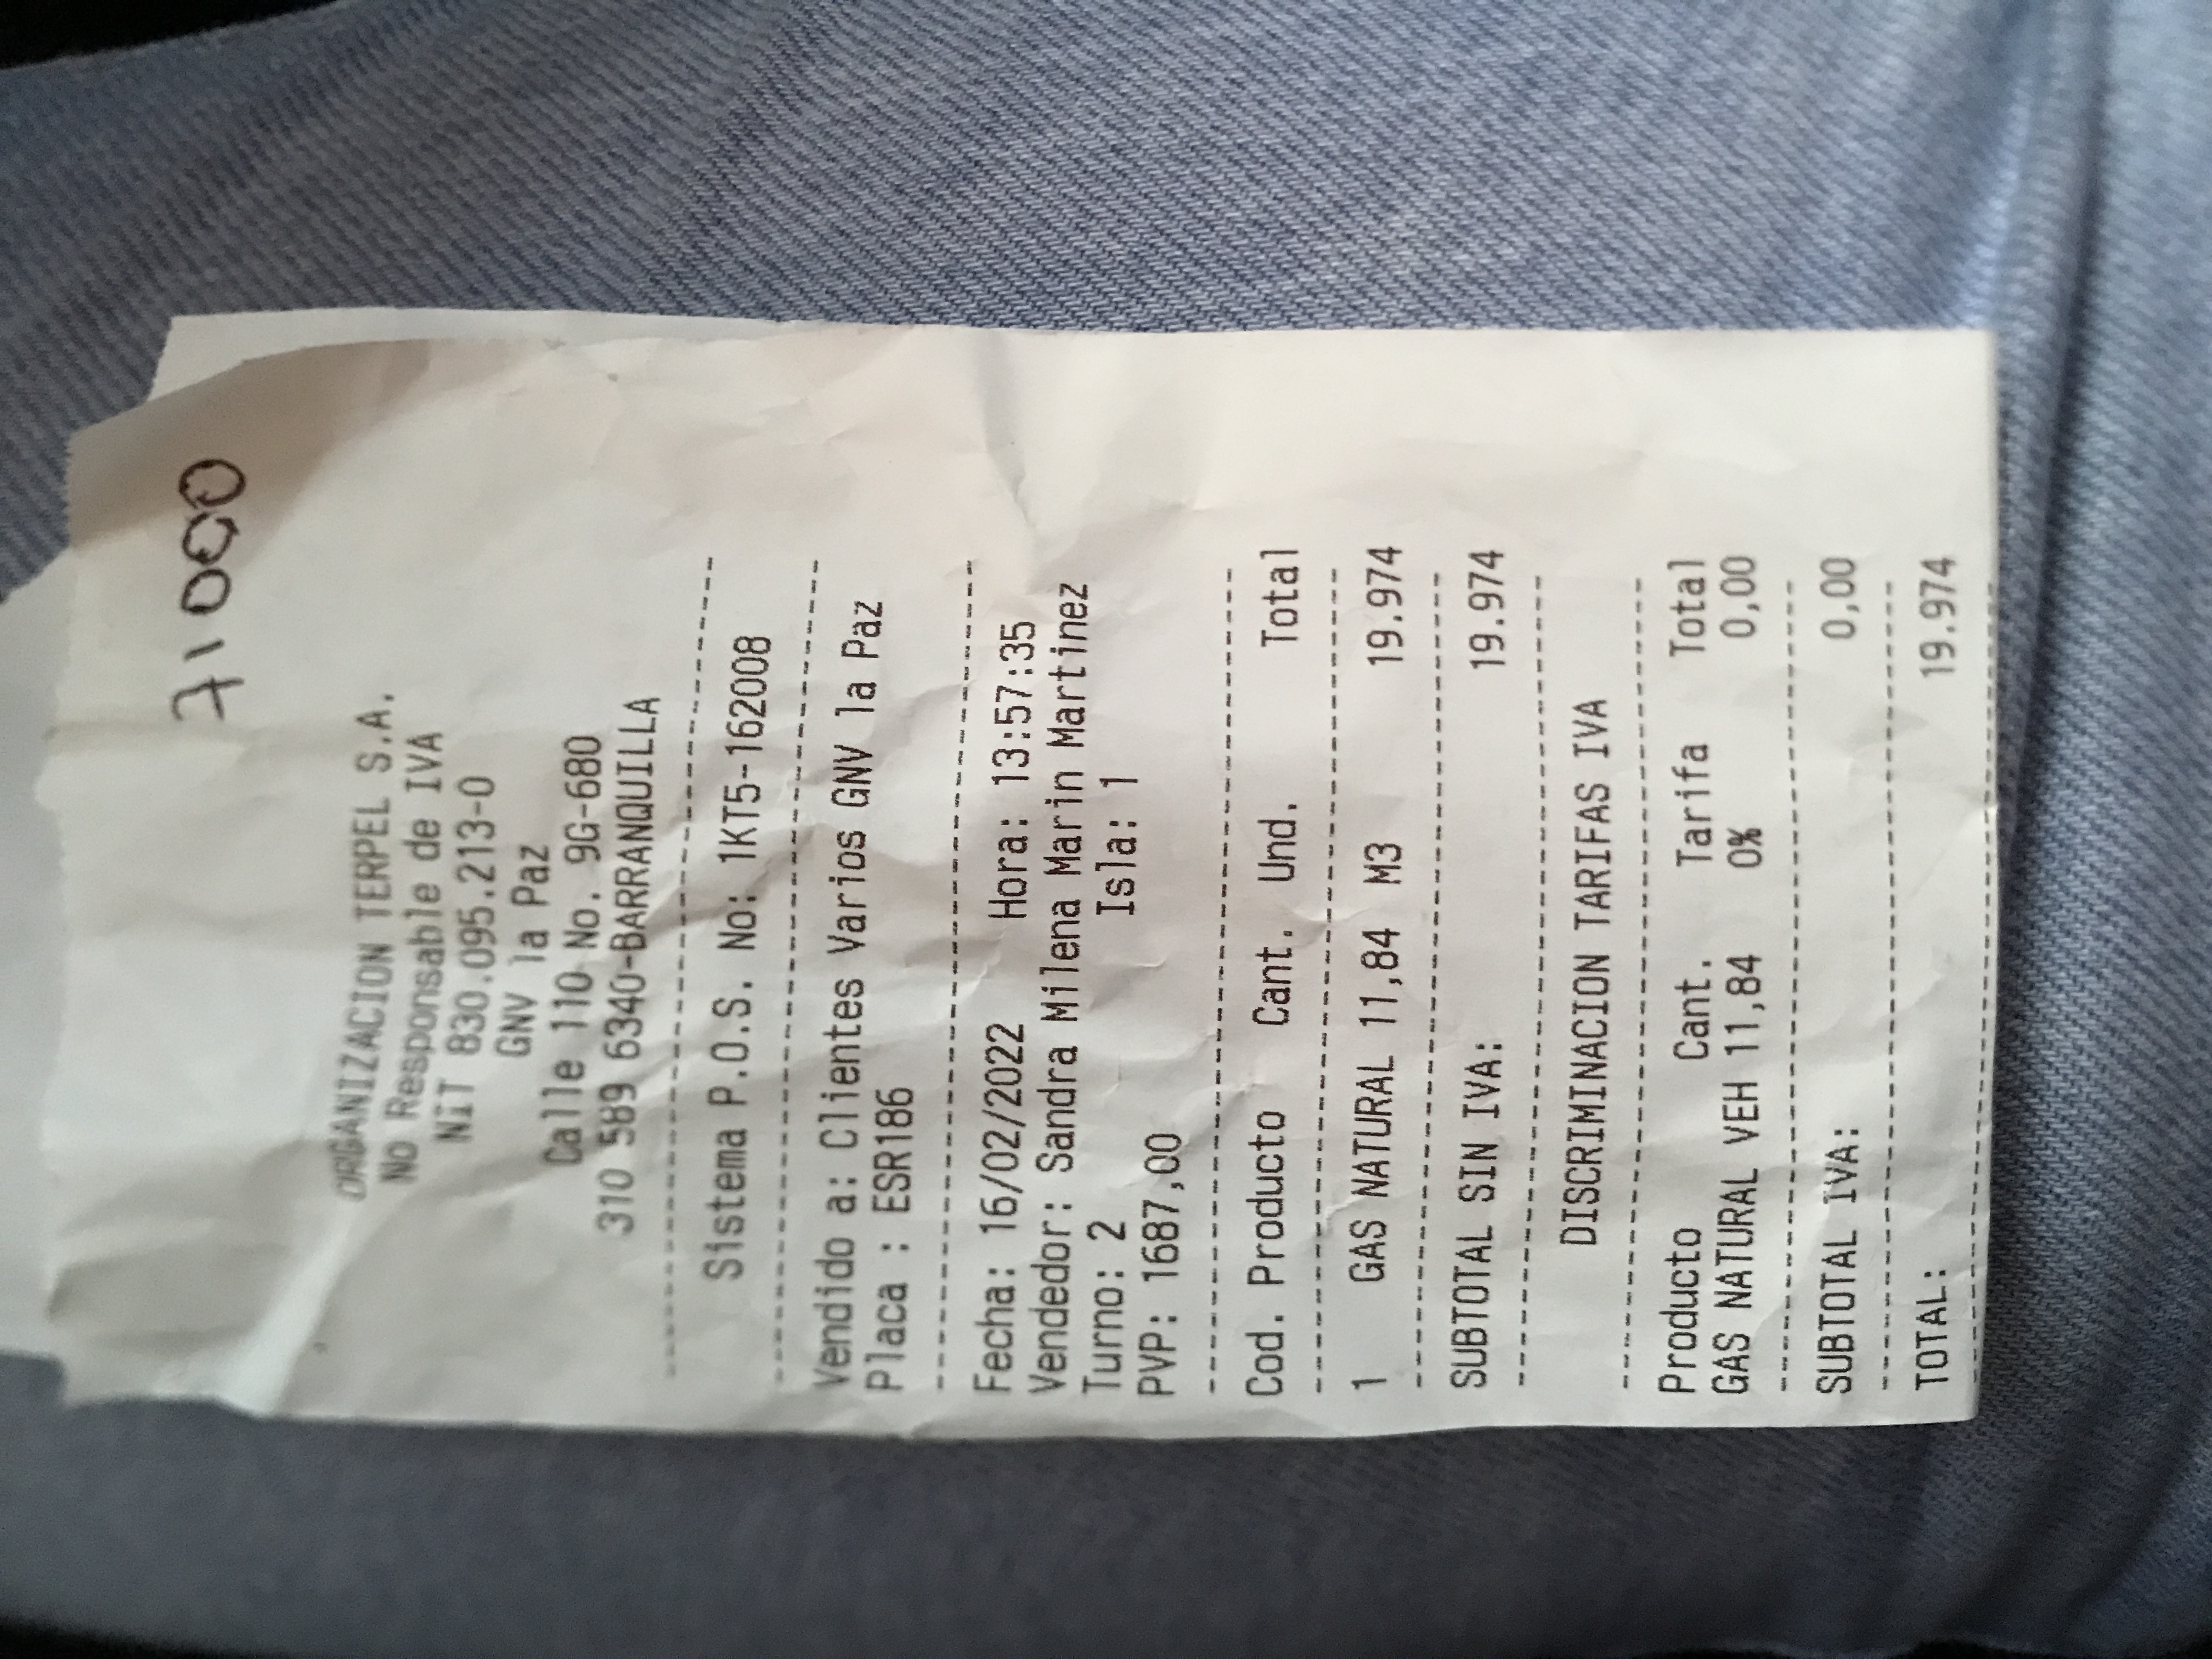 71000
ORGANIZACION TERPEL S.A.
No Responsable de IVA
NIT 830.095.213-0
GNV la Paz
Calle 110 No. 9G-680
310 589 6340-BARRANQUILLA
Sistema P.O.S. No: 1KT5-162008
Vendido a: Clientes Varios GNV la Paz
Placa : ESR186
Fecha: 16/02/2022 Hora: 13:57:35
Vendedor: Sandra Milena Marin Martinez
Turno: 2 Isla: 1
PVP: 1687,00
Cod. Producto Cant. Und. Total
1 GAS NATURAL 11,84 M3 19.974
SUBTOTAL SIN IVA: 19.974
DISCRIMINACION TARIFAS IVA
Producto Cant. Tarifa Total
GAS NATURAL VEH 11,84 0% 0,00
SUBTOTAL IVA: 0,00
TOTAL: 19.974